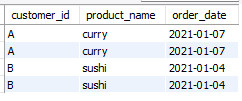 customer_id product_name order_date
A curry 2021-01-07
A curry 2021-01-07
B sushi 2021-01-04
B sushi 2021-01-04